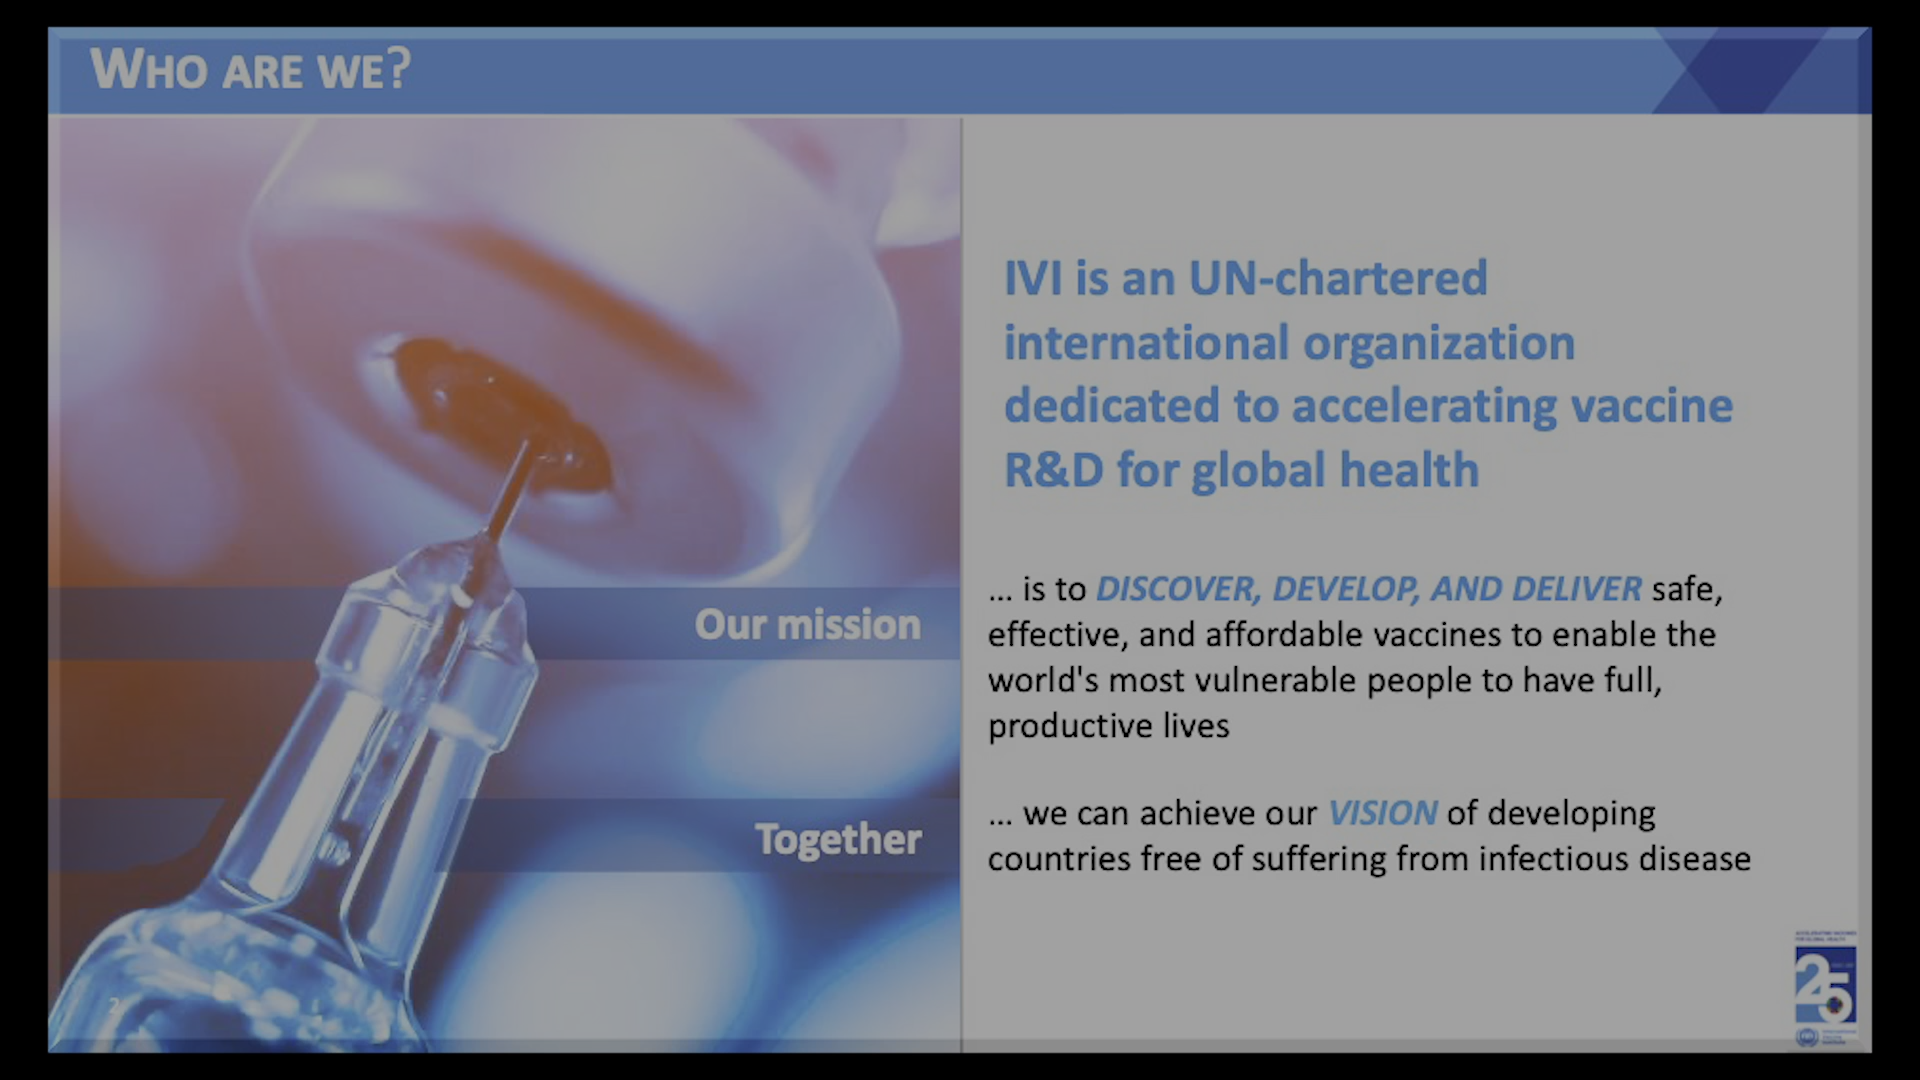 WHO ARE WE?
IVI is an UN-chartered
international organization
dedicated to accelerating vaccine
R&D for global health
Our mission
... is to DISCOVER, DEVELOP, AND DELIVER safe,
effective, and affordable vaccines to enable the
world's most vulnerable people to have full,
productive lives
Together
... we can achieve our VISION of developing
countries free of suffering from infectious disease
2
25